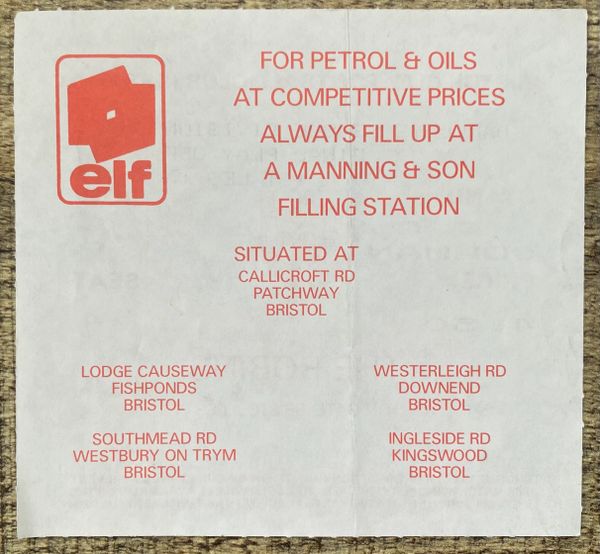 elf
FOR PETROL & OILS
AT COMPETITIVE PRICES
ALWAYS FILL UP AT
A MANNING & SON
FILLING STATION
SITUATED AT
CALLICROFT RD
PATCHWAY
BRISTOL
LODGE CAUSEWAY
FISHPONDS
BRISTOL
WESTERLEIGH RD
DOWNEND
BRISTOL
SOUTHMEAD RD
WESTBURY ON TRYM
BRISTOL
INGLESIDE RD
KINGSWOOD
BRISTOL